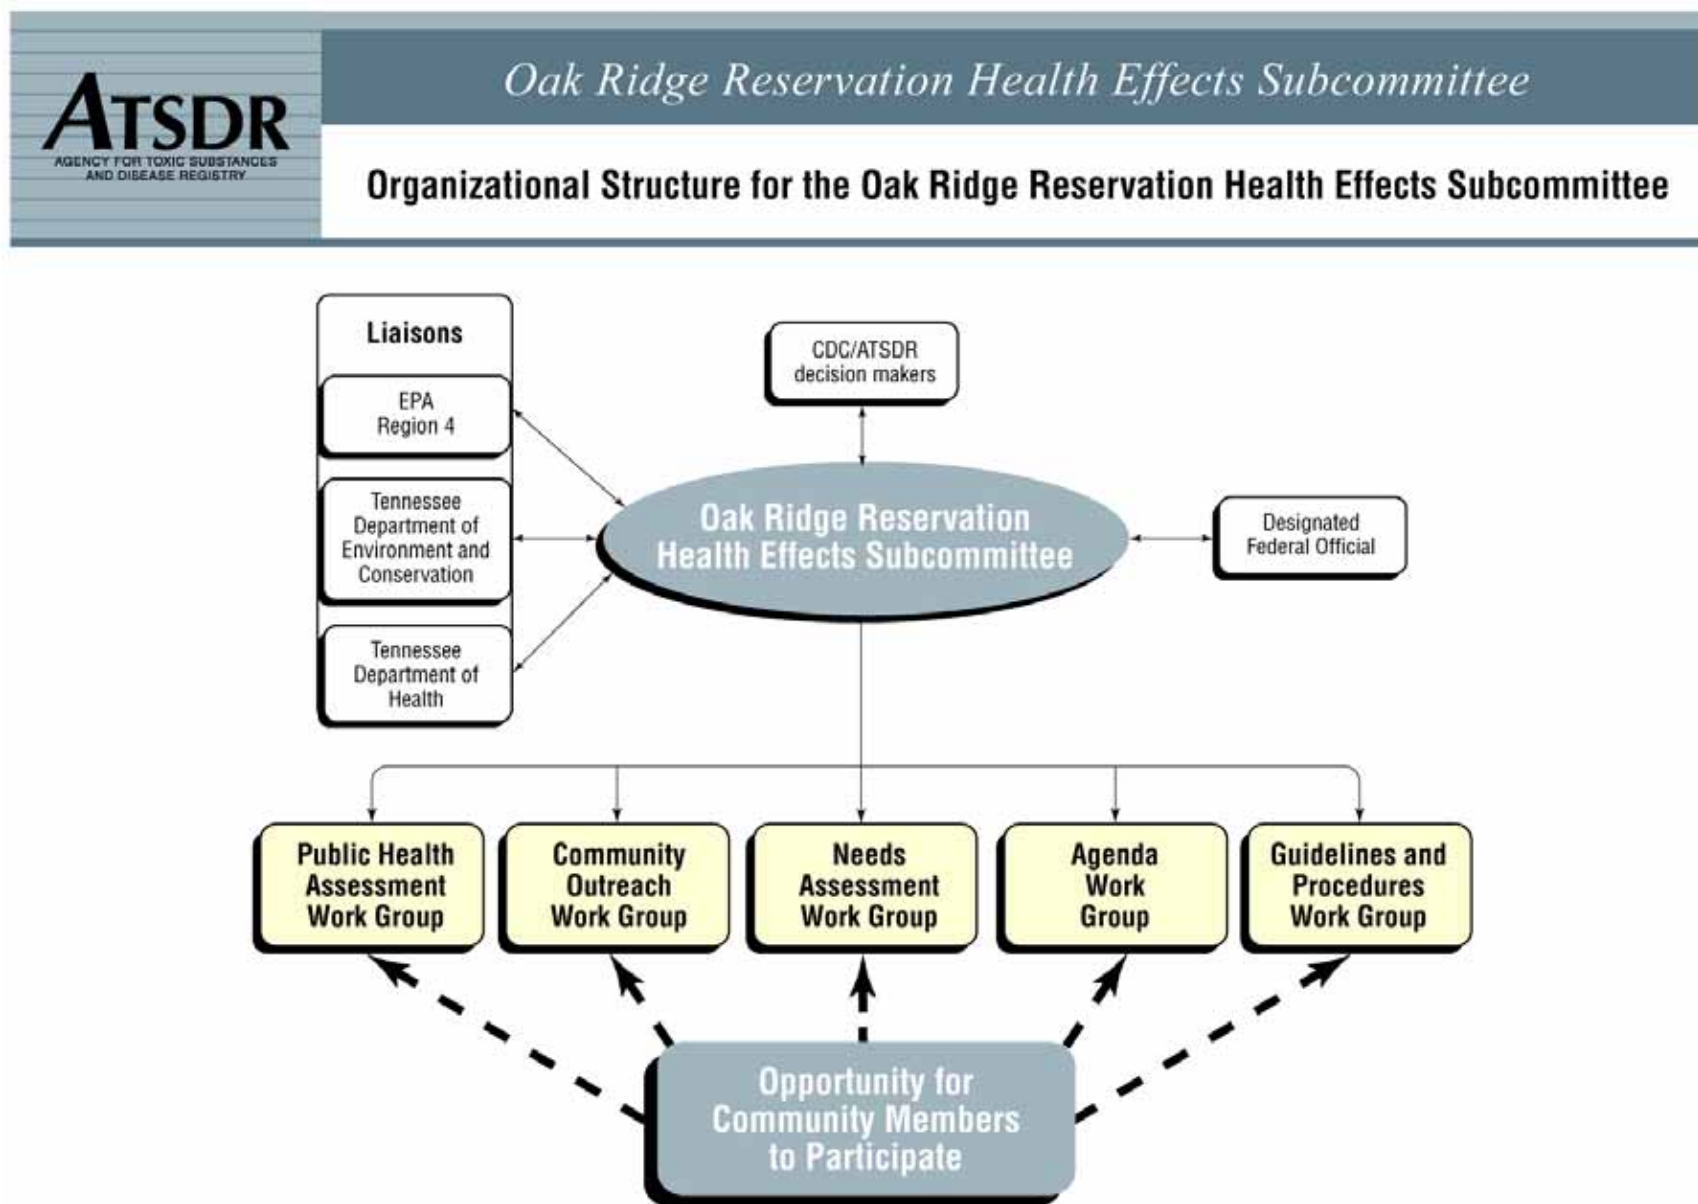 ATSDR
AGENCY FOR TOXIC SUBSTANCES
AND DISEASE REGISTRY
Oak Ridge Reservation Health Effects Subcommittee
Organizational Structure for the Oak Ridge Reservation Health Effects Subcommittee
Liaisons
EPA
Region 4
Tennessee
Department of
Environment and
Conservation
Tennessee
Department of
Health
CDC/ATSDR
decision makers
Oak Ridge Reservation
Health Effects Subcommittee
Designated
Federal Official
Public Health
Assessment
Work Group
Community
Outreach
Work Group
Needs
Assessment
Work Group
Agenda
Work
Group
Guidelines and
Procedures
Work Group
Opportunity for
Community Members
to Participate